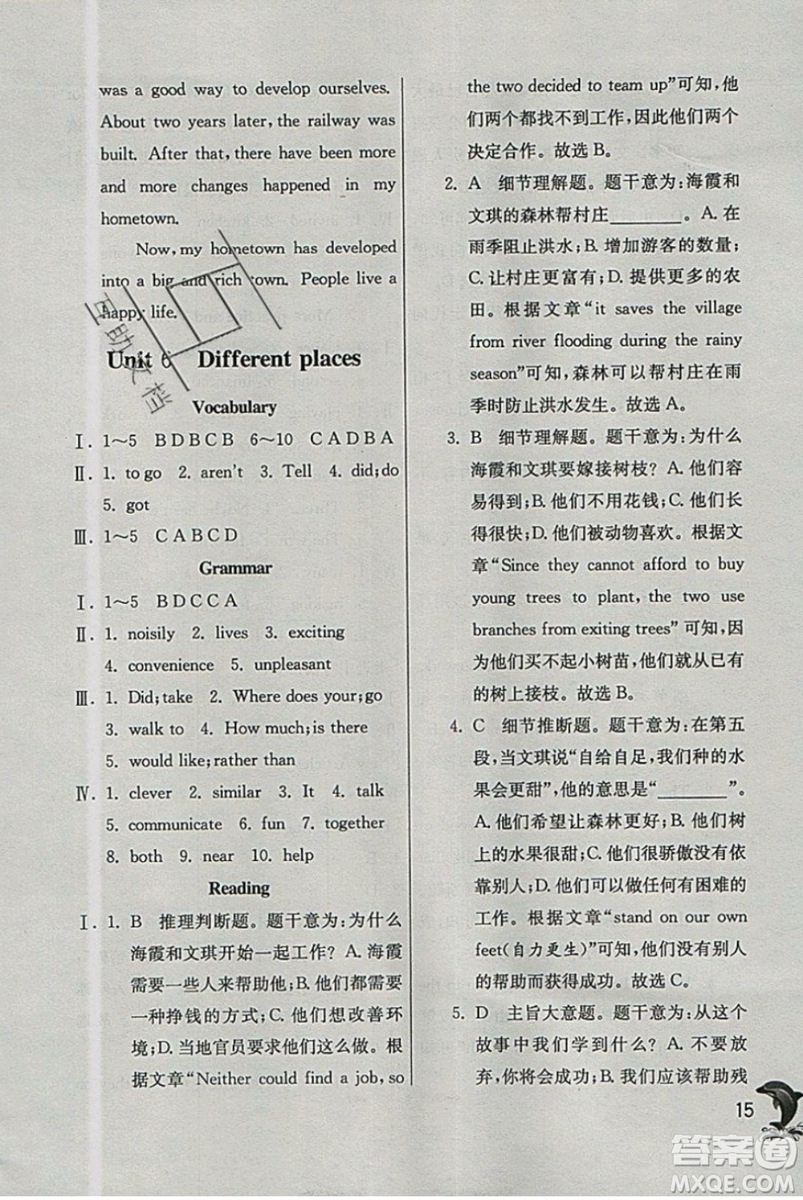 was a good way to develop ourselves.
About two years later, the railway was
built. After that, there have been more
and more changes happened in my
hometown.
Now, my hometown has developed
into a big and rich town. People live a
happy life.
Unit 6 Different places
Vocabulary
Ⅰ. 1～5 B D B C B 6～10 C A D B A
Ⅱ. 1. to go 2. aren't 3. Tell 4. did;do
5. got
Ⅲ. 1～5 C A B C D
Grammar
Ⅰ. 1～5 B D C C A
Ⅱ. 1. noisily 2. lives 3. exciting
4. convenience 5. unpleasant
Ⅲ. 1. Did;take 2. Where does your;go
3. walk to 4. How much;is there
5. would like;rather than
Ⅳ. 1. clever 2. similar 3. It 4. talk
5. communicate 6. fun 7. together
8. both 9. near 10. help
Reading
Ⅰ. 1. B 推理判断题。题干意为:为什么
海霞和文琪开始一起工作? A. 海霞
需要一些人来帮助他;B. 他们都需要
一种挣钱的方式;C. 他们想改善环
境;D. 当地官员要求他们这么做。根
据文章“Neither could find a job, so
the two decided to team up”可知,他
们两个都找不到工作,因此他们两个
决定合作。故选 B。
2. A 细节理解题。题干意为:海霞和
文琪的森林帮村庄______。A. 在
雨季阻止洪水;B. 增加游客的数量;
C. 让村庄更富有;D. 提供更多的农
田。根据文章“it saves the village
from river flooding during the rainy
season”可知,森林可以帮村庄在雨
季时防止洪水发生。故选 A。
3. B 细节理解题。题干意为:为什么
海霞和文琪要嫁接树枝? A. 他们很
容易得到;B. 他们不用花钱;C. 他们长
得很快;D. 他们被动物喜欢。根据文
章“Since they cannot afford to buy
young trees to plant, the two use
branches from exiting trees”可知,因
为他们买不起小树苗,就从已有的
的树上接枝。故选 B。
4. C 细节推断题。题干意为:在第五
段,当文琪说“自给自足,我们种的水
果会更甜”,他的意思是“______”。
A. 他们希望让森林更好;B. 他们树
上的水果很甜;C. 他们很骄傲没有依
靠别人;D. 他们可以做任何有困难的
工作。根据文章“stand on our own
feet(自力更生)”可知,他们没有别人
的帮助而获得成功。故选 C。
5. D 主旨大意题。题干意为:从这个
故事中我们学到什么? A. 不要放
弃,你将会成功;B. 我们应该帮助残
15
互助文档
答案圈
MXQE.COM